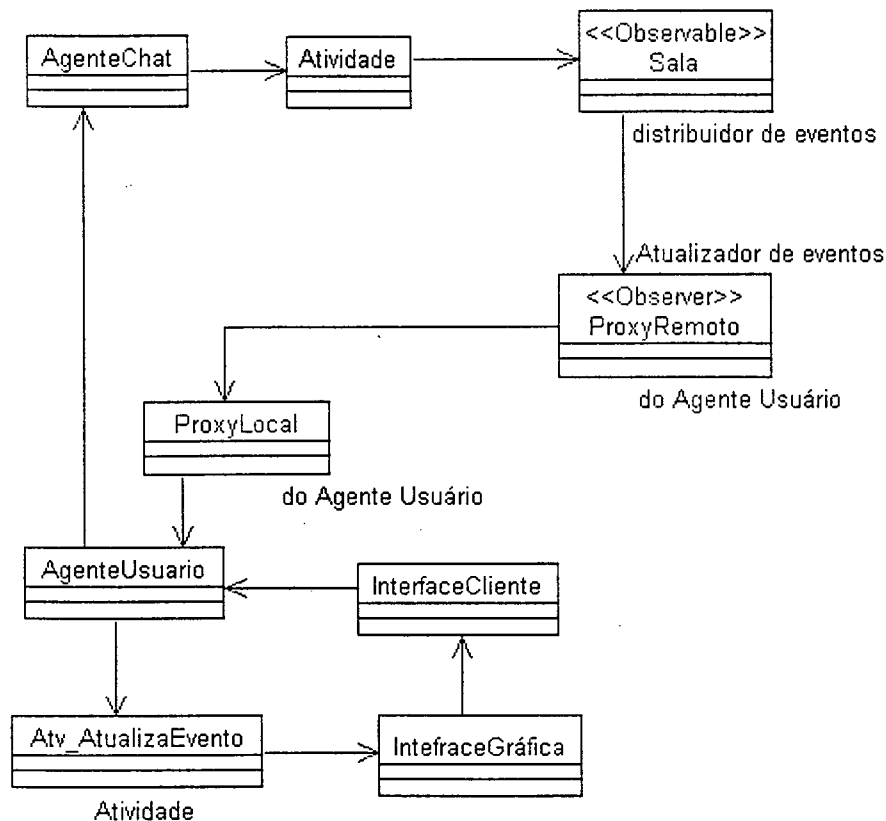 AgenteChat
Atividade
<<Observable>>
Sala
distribuidor de eventos
Atualizador de eventos
<<Observer>>
ProxyRemoto
do Agente Usuário
ProxyLocal
do Agente Usuário
AgenteUsuario
InterfaceCliente
Atv_AtualizaEvento
IntefraceGráfica
Atividade